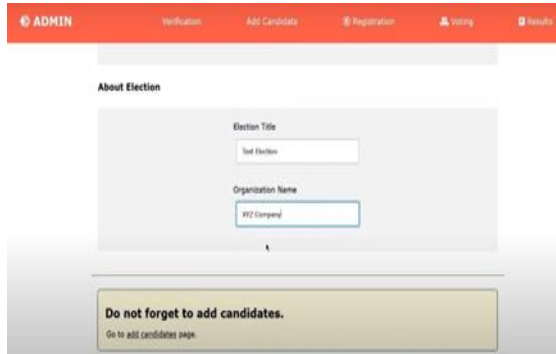 ADMIN
Verification
Add Candidate
Registration
Voting
Results
About Election
Election Title
Test Election
Organization Name
XYZ Company
Do not forget to add candidates.
Go to add candidates page.